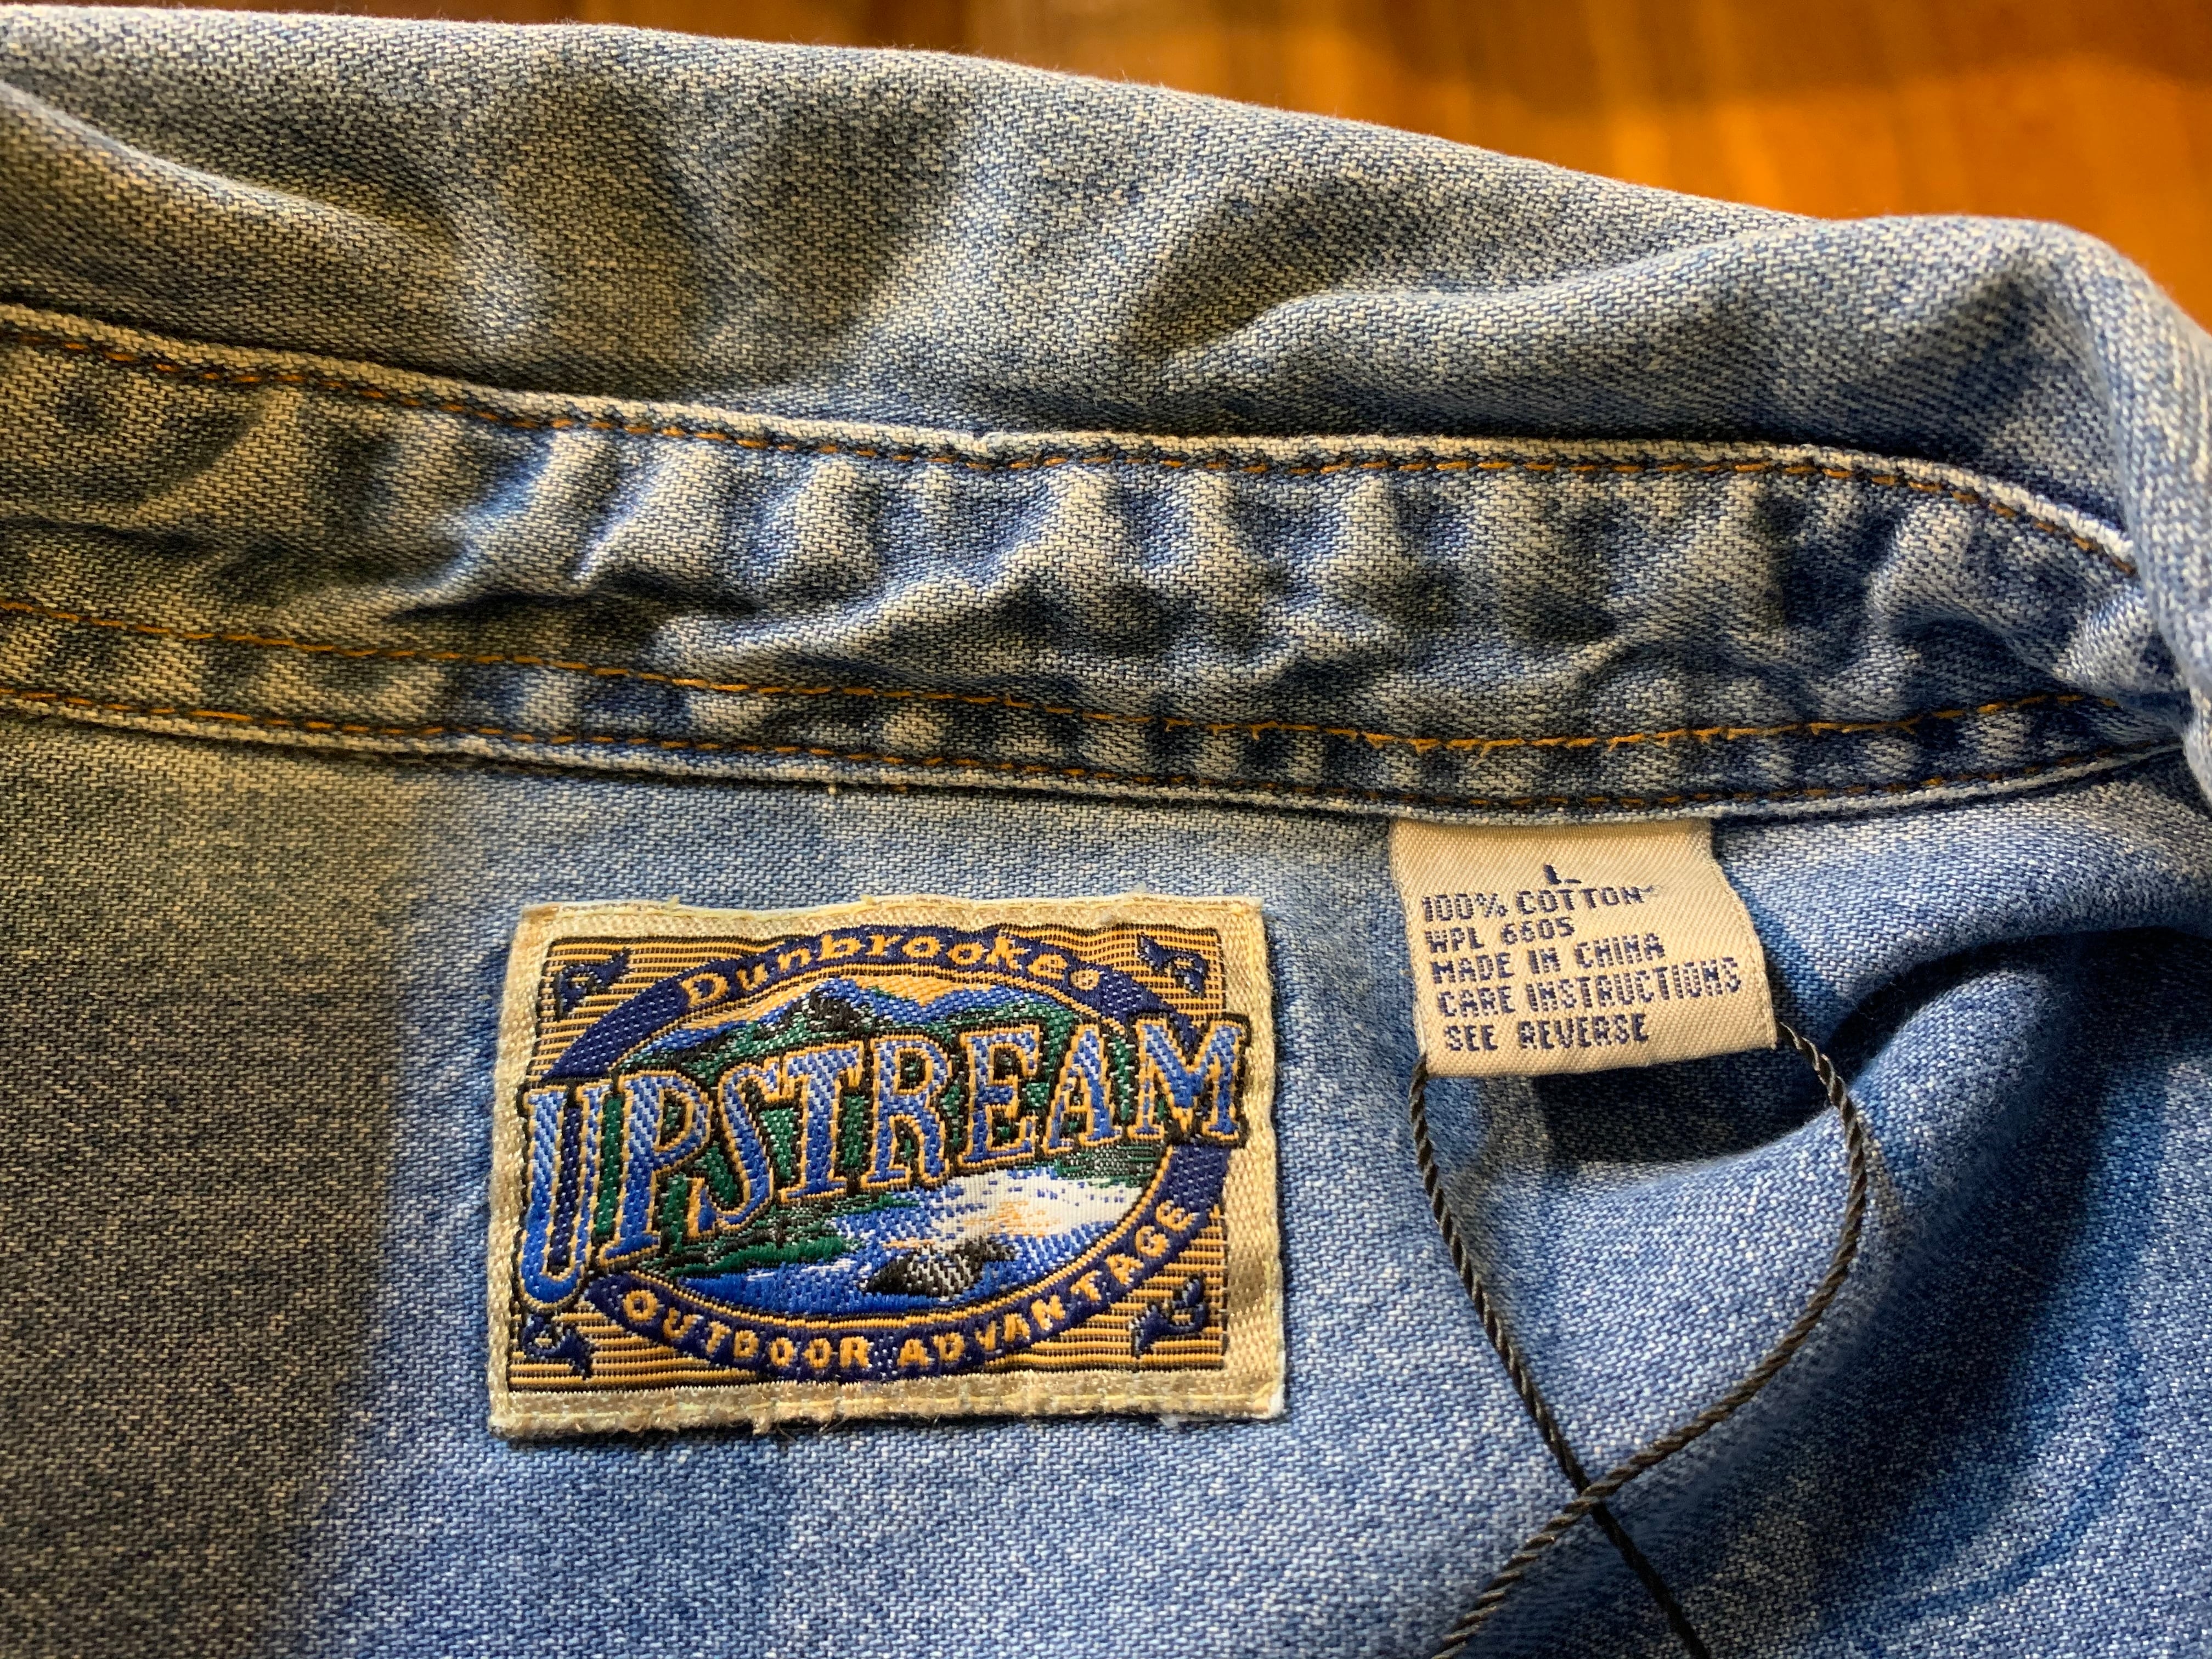 Dunbrooke®
UPSTREAM
OUTDOOR ADVANTAGE
L
100% COTTON
WPL 6605
MADE IN CHINA
CARE INSTRUCTIONS
SEE REVERSE